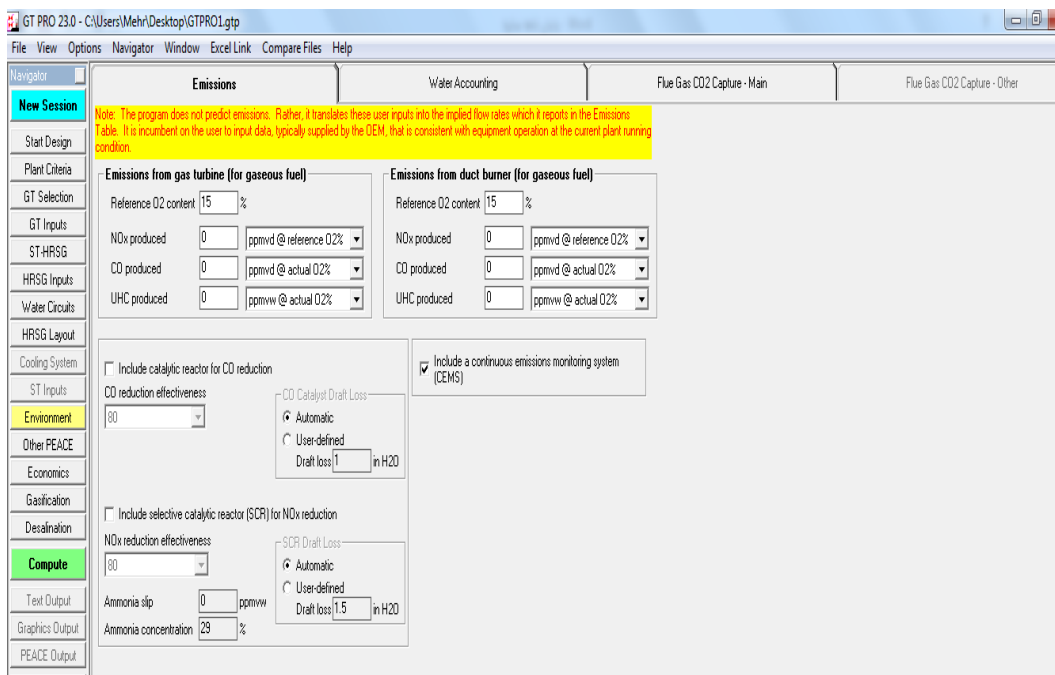 GT PRO 23.0 - C:\Users\Mehr\Desktop\GTPRO1.gtp
File View Options Navigator Window Excel Link Compare Files Help
Navigator
New Session
Start Design
Plant Criteria
GT Selection
GT Inputs
ST-HRSG
HRSG Inputs
Water Circuits
HRSG Layout
Cooling System
ST Inputs
Environment
Other PEACE
Economics
Gasification
Desalination
Compute
Text Output
Graphics Output
PEACE Output
Emissions
Water Accounting
Flue Gas CO2 Capture - Main
Flue Gas CO2 Capture - Other
Note: The program does not predict emissions. Rather, it translates these user inputs into the implied flow rates which it reports in the Emissions
Table. It is incumbent on the user to input data, typically supplied by the OEM, that is consistent with equipment operation at the current plant running
condition.
Emissions from gas turbine (for gaseous fuel)
Reference O2 content 15 %
NOx produced 0 ppmvd @ reference O2%
CO produced 0 ppmvd @ actual O2%
UHC produced 0 ppmvw @ actual O2%
Emissions from duct burner (for gaseous fuel)
Reference O2 content 15 %
NOx produced 0 ppmvd @ reference O2%
CO produced 0 ppmvd @ actual O2%
UHC produced 0 ppmvw @ actual O2%
Include catalytic reactor for CO reduction
CO reduction effectiveness
80
CO Catalyst Draft Loss
Automatic
User-defined
Draft loss 1 in H2O
Include a continuous emissions monitoring system
(CEMS)
Include selective catalytic reactor (SCR) for NOx reduction
NOx reduction effectiveness
80
SCR Draft Loss
Automatic
User-defined
Draft loss 1.5 in H2O
Ammonia slip 0 ppmvw
Ammonia concentration 29 %